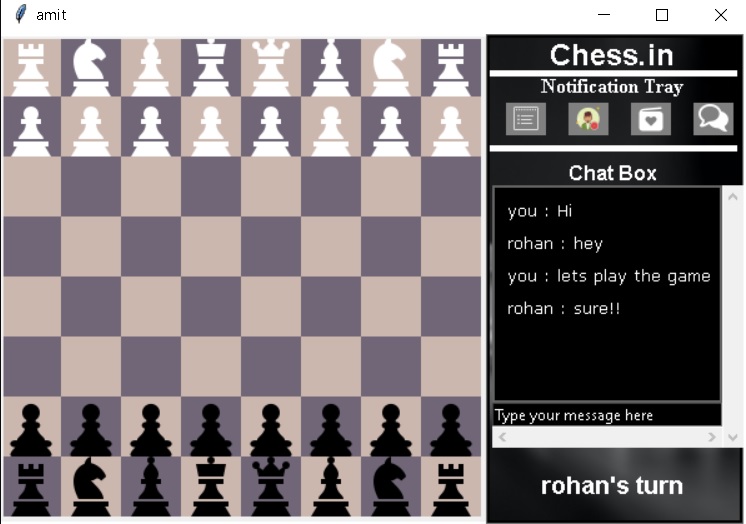 amit
Chess.in
Notification Tray
Chat Box
you : Hi
rohan : hey
you : lets play the game
rohan : sure!!
Type your message here
rohan's turn